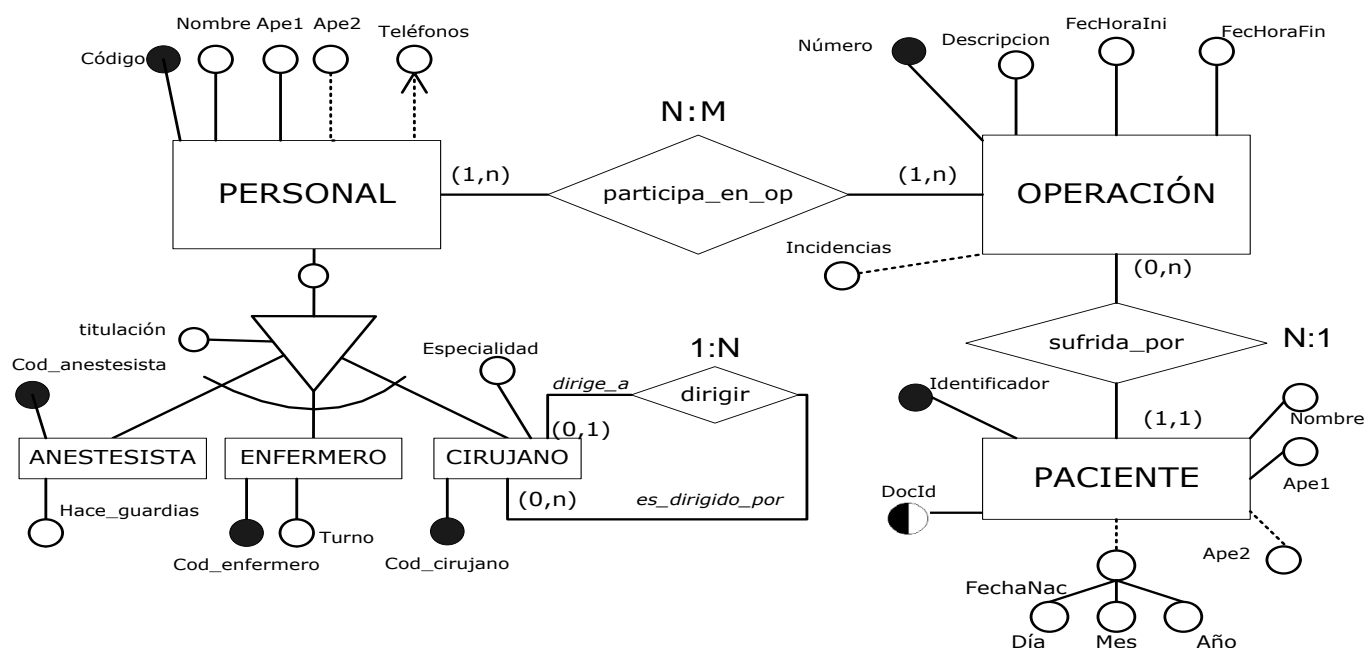 Código
Nombre
Ape1
Ape2
Teléfonos
Número
Descripcion
FecHoraIni
FecHoraFin
PERSONAL
(1,n)
N:M
participa_en_op
(1,n)
OPERACIÓN
Incidencias
(0,n)
sufrida_por
N:1
(1,1)
titulación
Cod_anestesista
Especialidad
dirige_a
1:N
dirigir
(0,1)
ANESTESISTA
ENFERMERO
CIRUJANO
(0,n)
es_dirigido_por
Hace_guardias
Cod_enfermero
Turno
Cod_cirujano
Identificador
Nombre
Ape1
PACIENTE
DocId
Ape2
FechaNac
Día
Mes
Año